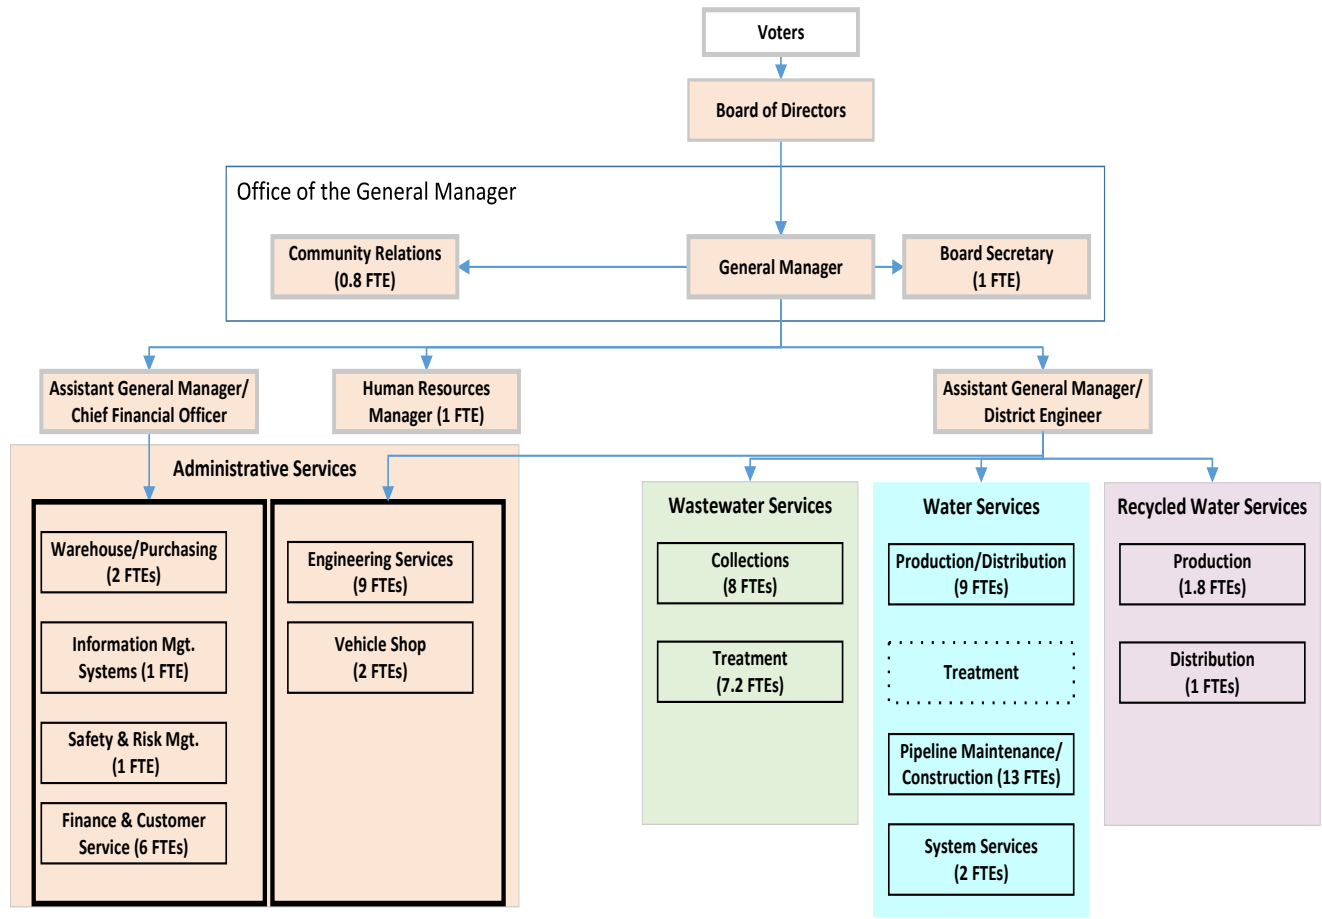 Voters
Board of Directors
Office of the General Manager
Community Relations
(0.8 FTE)
General Manager
Board Secretary
(1 FTE)
Assistant General Manager/
Chief Financial Officer
Human Resources
Manager (1 FTE)
Assistant General Manager/
District Engineer
Administrative Services
Warehouse/Purchasing
(2 FTEs)
Information Mgt.
Systems (1 FTE)
Safety & Risk Mgt.
(1 FTE)
Finance & Customer
Service (6 FTEs)
Engineering Services
(9 FTEs)
Vehicle Shop
(2 FTEs)
Wastewater Services
Collections
(8 FTEs)
Treatment
(7.2 FTEs)
Water Services
Production/Distribution
(9 FTEs)
Treatment
Pipeline Maintenance/
Construction (13 FTEs)
System Services
(2 FTEs)
Recycled Water Services
Production
(1.8 FTEs)
Distribution
(1 FTEs)